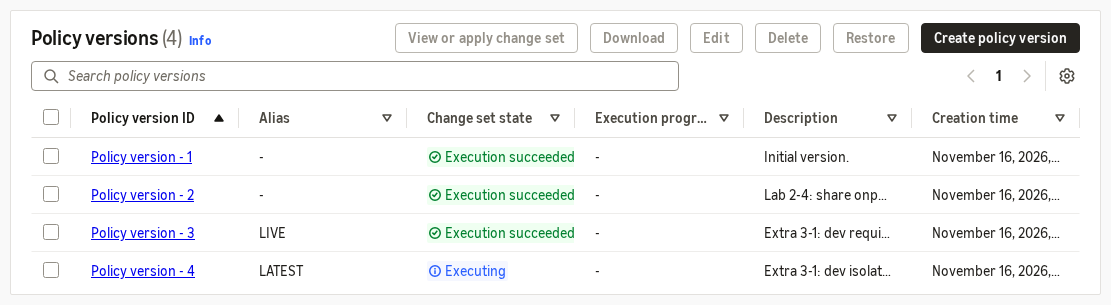 Policy versions (4) Info
View or apply change set Download Edit Delete Restore Create policy version
Search policy versions
1
Policy version ID Alias Change set state Execution progr... Description Creation time
Policy version - 1 - Execution succeeded - Initial version. November 16, 2026,...
Policy version - 2 - Execution succeeded - Lab 2-4: share onp... November 16, 2026,...
Policy version - 3 LIVE Execution succeeded - Extra 3-1: dev requi... November 16, 2026,...
Policy version - 4 LATEST Executing - Extra 3-1: dev isolat... November 16, 2026,...